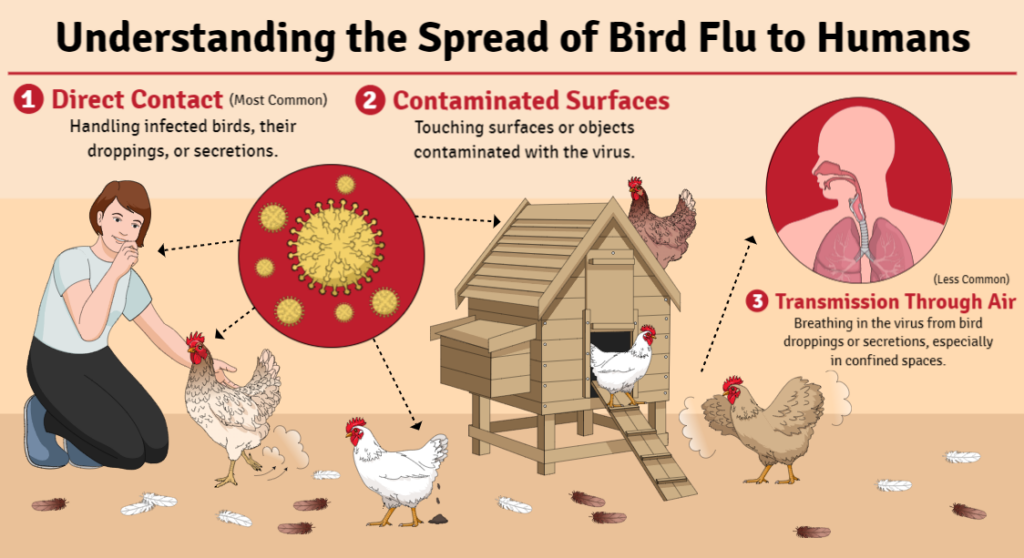 Understanding the Spread of Bird Flu to Humans
1 Direct Contact (Most Common)
Handling infected birds, their
droppings, or secretions.
2 Contaminated Surfaces
Touching surfaces or objects
contaminated with the virus.
(Less Common)
3 Transmission Through Air
Breathing in the virus from bird
droppings or secretions, especially
in confined spaces.